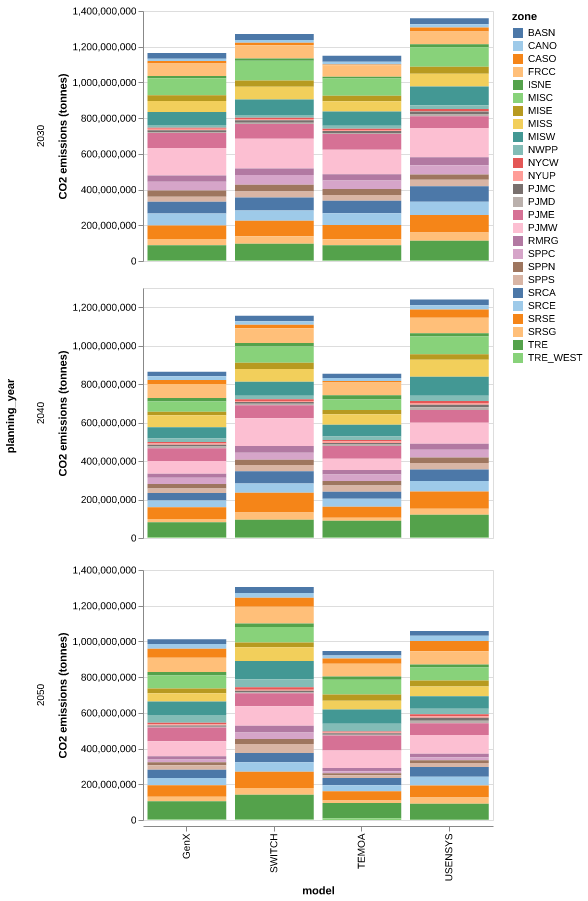 zone
BASN
CANO
CASO
FRCC
ISNE
MISC
MISE
MISS
MISW
NWPP
NYCW
NYUP
PJMC
PJMD
PJME
PJMW
RMRG
SPPC
SPPN
SPPS
SRCA
SRCE
SRSE
SRSG
TRE
TRE_WEST
planning_year
2030
CO2 emissions (tonnes)
1,400,000,000
1,200,000,000
1,000,000,000
800,000,000
600,000,000
400,000,000
200,000,000
0
2040
CO2 emissions (tonnes)
1,200,000,000
1,000,000,000
800,000,000
600,000,000
400,000,000
200,000,000
0
2050
CO2 emissions (tonnes)
1,400,000,000
1,200,000,000
1,000,000,000
800,000,000
600,000,000
400,000,000
200,000,000
0
GenX
SWITCH
TEMOA
USENSYS
model